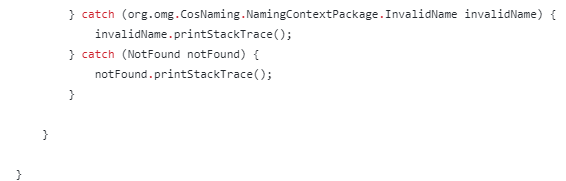 } catch (org.omg.CosNaming.NamingContextPackage.InvalidName invalidName) {
invalidName.printStackTrace();
} catch (NotFound notFound) {
notFound.printStackTrace();
}
}
}